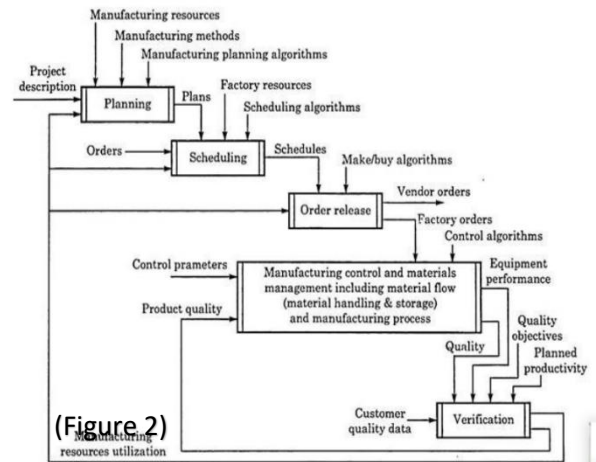 Manufacturing resources
Manufacturing methods
Manufacturing planning algorithms
Project
description
Planning
Plans
Factory resources
Scheduling algorithms
Orders
Scheduling
Schedules
Make/buy algorithms
Order release
Vendor orders
Factory orders
Control algorithms
Control prameters
Manufacturing control and materials
management including material flow
(material handling & storage)
and manufacturing process
Equipment
performance
Product quality
Quality
Quality
objectives
Planned
productivity
Customer
quality data
Verification
(Figure 2)
Manufacturing
resources utilization